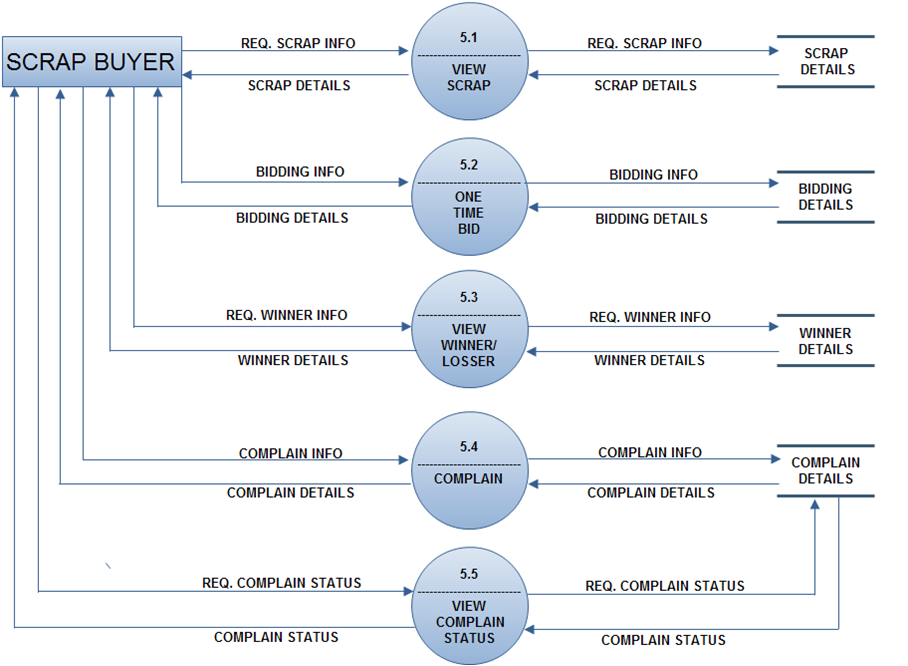 SCRAP BUYER
REQ. SCRAP INFO
5.1
REQ. SCRAP INFO
VIEW
SCRAP
SCRAP
DETAILS
SCRAP DETAILS
SCRAP DETAILS
BIDDING INFO
5.2
BIDDING INFO
ONE
TIME
BID
BIDDING
DETAILS
BIDDING DETAILS
BIDDING DETAILS
REQ. WINNER INFO
5.3
REQ. WINNER INFO
VIEW
WINNER/
LOSSER
WINNER
DETAILS
WINNER DETAILS
WINNER DETAILS
COMPLAIN INFO
5.4
COMPLAIN INFO
COMPLAIN
COMPLAIN
DETAILS
COMPLAIN DETAILS
COMPLAIN DETAILS
REQ. COMPLAIN STATUS
5.5
REQ. COMPLAIN STATUS
VIEW
COMPLAIN
STATUS
COMPLAIN STATUS
COMPLAIN STATUS